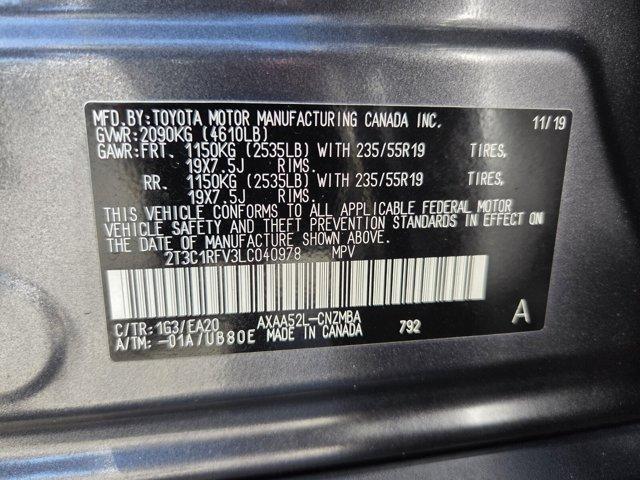 MFD.BY:TOYOTA MOTOR MANUFACTURING CANADA INC. 11/19
GVWR:2090KG (4610LB)
GAWR:FRT. 1150KG (2535LB) WITH 235/55R19 TIRES,
19X7.5J RIMS.
RR. 1150KG (2535LB) WITH 235/55R19 TIRES,
19X7.5J RIMS.
THIS VEHICLE CONFORMS TO ALL APPLICABLE FEDERAL MOTOR
VEHICLE SAFETY AND THEFT PREVENTION STANDARDS IN EFFECT ON
THE DATE OF MANUFACTURE SHOWN ABOVE.
2T3C1RFV3LC040978 MPV
C/TR:1G3/EA20 AXAA52L-CNZMBA A
A/TM:-01A/UB80E MADE IN CANADA 792